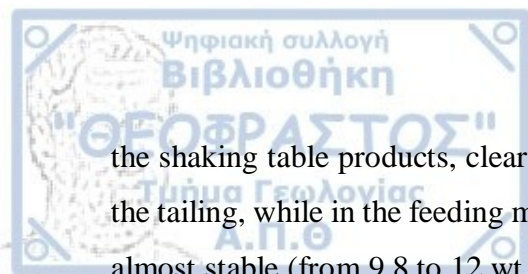 Ψηφιακή συλλογή
Βιβλιοθήκη
"ΘΕΟΦΡΑΣΤΟΣ"
the shaking table products, clear
Τμήμα Γεωλογίας
the tailing, while in the feeding m
Α.Π.Θ
almost stable (from 9.8 to 12 wt.